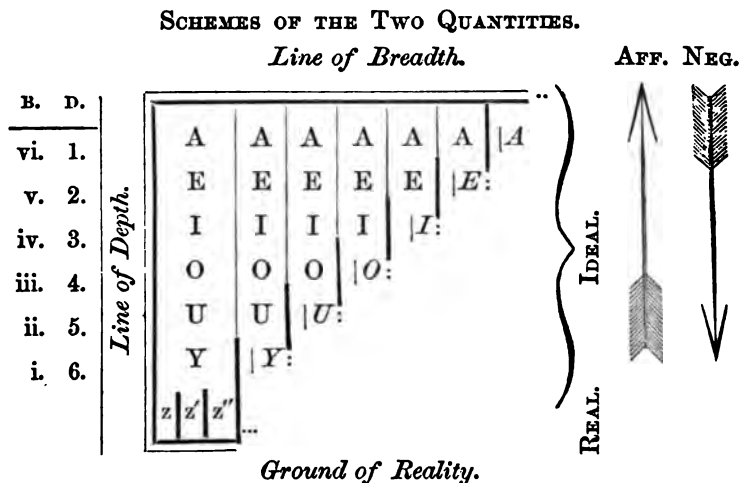 SCHEMES OF THE TWO QUANTITIES.
Line of Breadth.
AFF. NEG.
B. D.
..
vi. 1. A A A A A A |A
v. 2. E E E E E |E:
iv. 3. I I I I |I:
iii. 4. O O O |O:
ii. 5. U U |U:
i. 6. Y |Y:
z z' z'' ...
Line of Depth.
IDEAL.
REAL.
Ground of Reality.